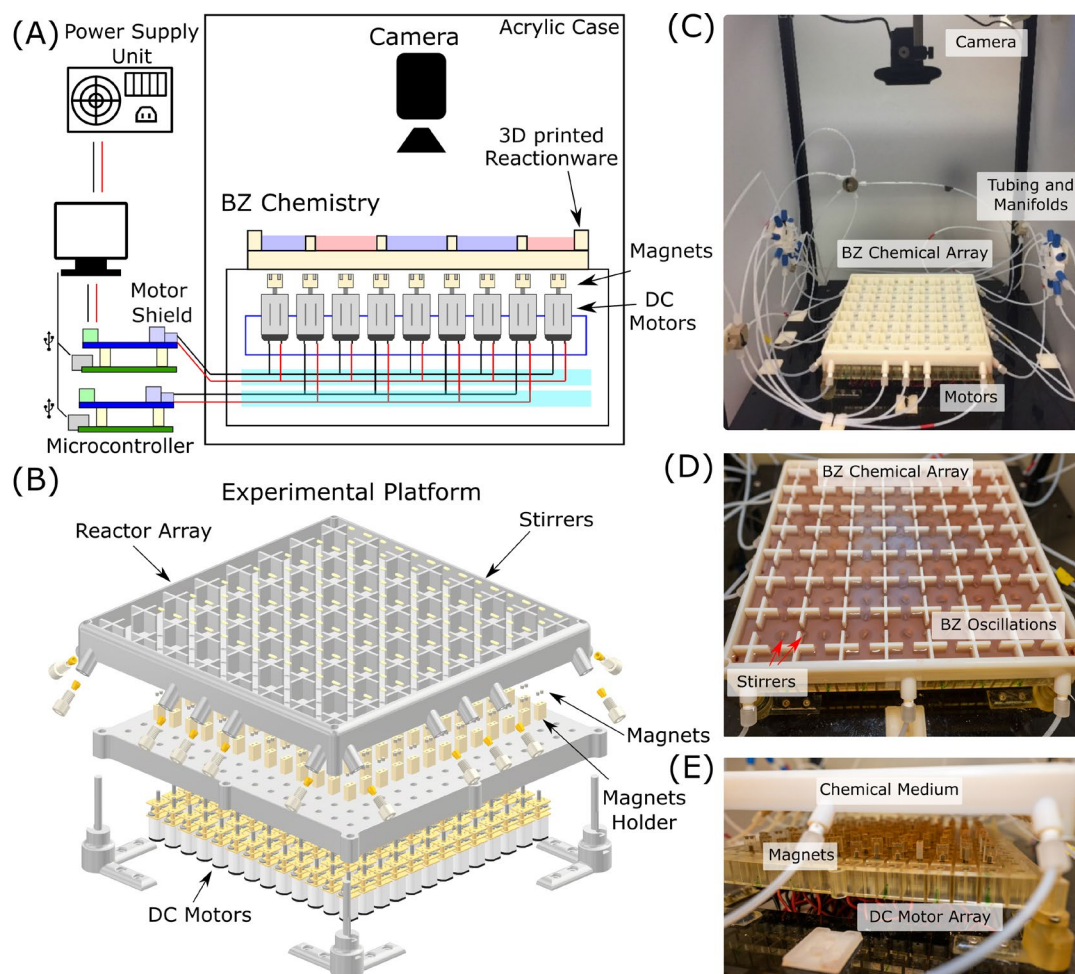 (A)
Power Supply
Unit
Camera
Acrylic Case
3D printed
Reactionware
BZ Chemistry
Magnets
DC
Motors
Motor
Shield
Microcontroller
(B)
Experimental Platform
Reactor Array
Stirrers
Magnets
Magnets
Holder
DC Motors
(C)
Camera
Tubing and
Manifolds
BZ Chemical Array
Motors
(D)
BZ Chemical Array
BZ Oscillations
Stirrers
(E)
Chemical Medium
Magnets
DC Motor Array